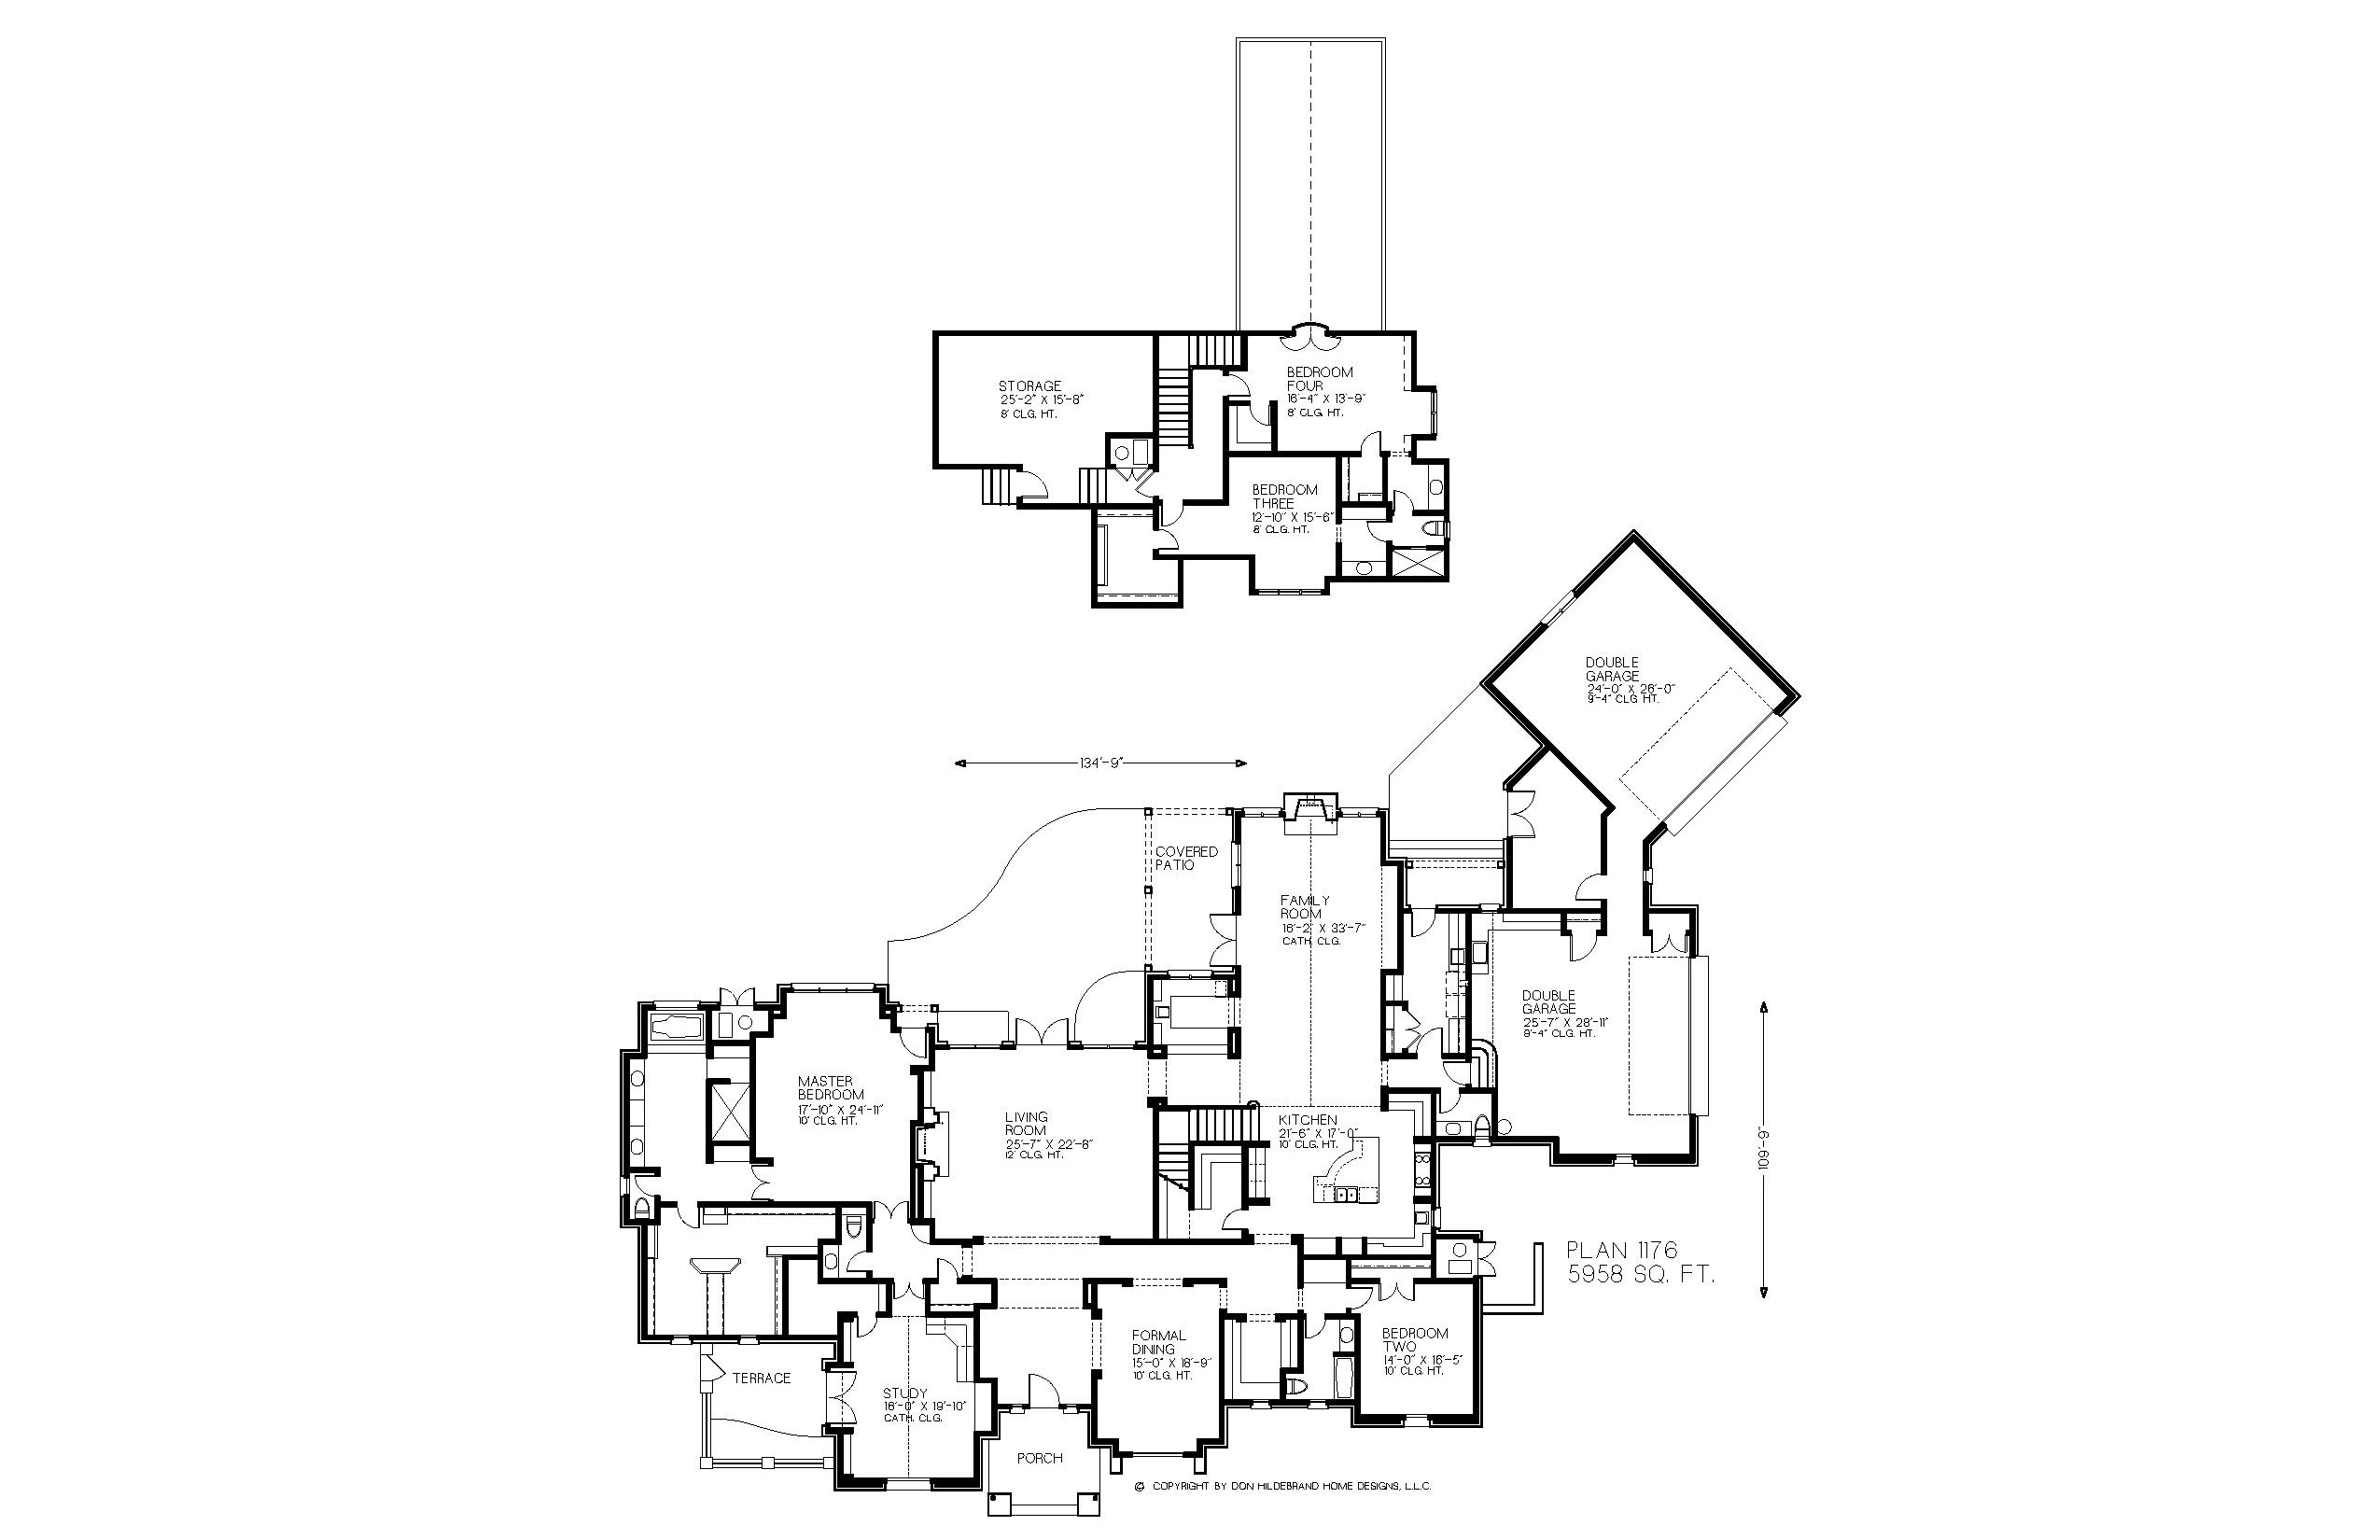 STORAGE
25'-2" X 15'-8"
8' CLG. HT.
BEDROOM
FOUR
16'-4" X 13'-9"
8' CLG. HT.
BEDROOM
THREE
12'-10" X 15'-6"
8' CLG. HT.
DOUBLE
GARAGE
24'-0" X 26'-0"
9'-4" CLG HT.
134'-9"
COVERED
PATIO
FAMILY
ROOM
16'-2" X 33'-7"
CATH. CLG.
DOUBLE
GARAGE
25'-7" X 28'-11"
9'-4" CLG. HT.
MASTER
BEDROOM
17'-10" X 24'-11"
10' CLG. HT.
LIVING
ROOM
25'-7" X 22'-8"
12' CLG. HT.
KITCHEN
21'-6" X 17'-0"
10' CLG. HT.
109'-9"
PLAN 1176
5958 SQ. FT.
FORMAL
DINING
15'-0" X 18'-9"
10' CLG. HT.
BEDROOM
TWO
14'-0" X 16'-5"
10' CLG. HT.
TERRACE
STUDY
16'-0" X 19'-10"
CATH. CLG.
PORCH
© COPYRIGHT BY DON HILDEBRAND HOME DESIGNS, L.L.C.